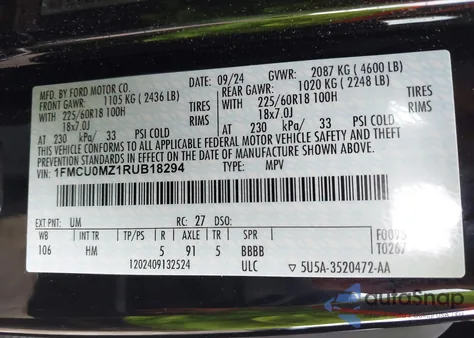 MFD. BY FORD MOTOR CO. 09/24 GVWR: 2087 KG ( 4600 LB)
FRONT GAWR: 1105 KG ( 2436 LB) REAR GAWR: 1020 KG ( 2248 LB)
WITH 225/60R18 100H TIRES WITH 225/60R18 100H TIRES
18x7.0J RIMS 18x7.0J RIMS
AT 230 kPa/ 33 PSI COLD AT 230 kPa/ 33 PSI COLD
CONFORMS TO ALL APPLICABLE FEDERAL MOTOR VEHICLE SAFETY AND THEFT
PREVENTION STANDARDS IN EFFECT ON THE DATE OF MANUFACTURE SHOWN ABOVE.
VIN: 1FMCU0MZ1RUB18294 TYPE: MPV
EXT PNT: UM RC: 27 DSO:
WB INT TR TP/PS R AXLE TR SPR F0095
106 HM 5 91 5 BBBB T0267
1202409132524 ULC ▽ 5U5A-3520472-AA
autoSnap